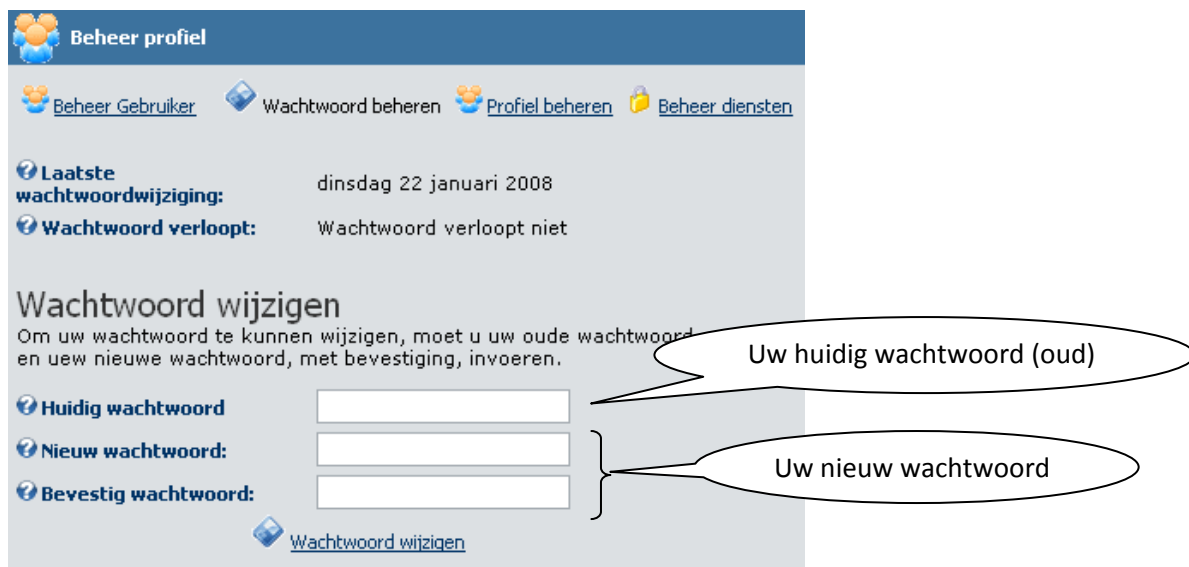 Beheer profiel
Beheer Gebruiker Wachtwoord beheren Profiel beheren Beheer diensten
Laatste
wachtwoordwijziging:
dinsdag 22 januari 2008
Wachtwoord verloopt: Wachtwoord verloopt niet
Wachtwoord wijzigen
Om uw wachtwoord te kunnen wijzigen, moet u uw oude wachtwoord
en uew nieuwe wachtwoord, met bevestiging, invoeren.
Uw huidig wachtwoord (oud)
Huidig wachtwoord
Nieuw wachtwoord:
Uw nieuw wachtwoord
Bevestig wachtwoord:
Wachtwoord wijzigen